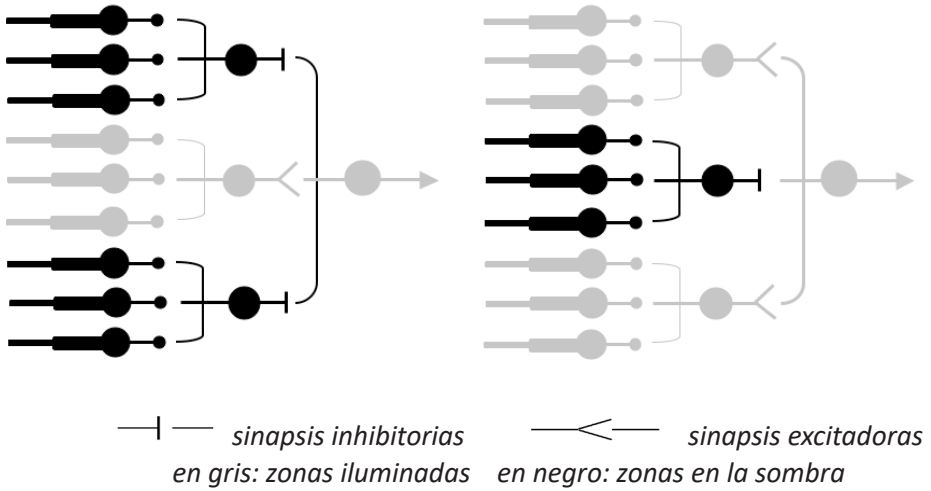 sinapsis inhibitorias
sinapsis excitadoras
en gris: zonas iluminadas en negro: zonas en la sombra